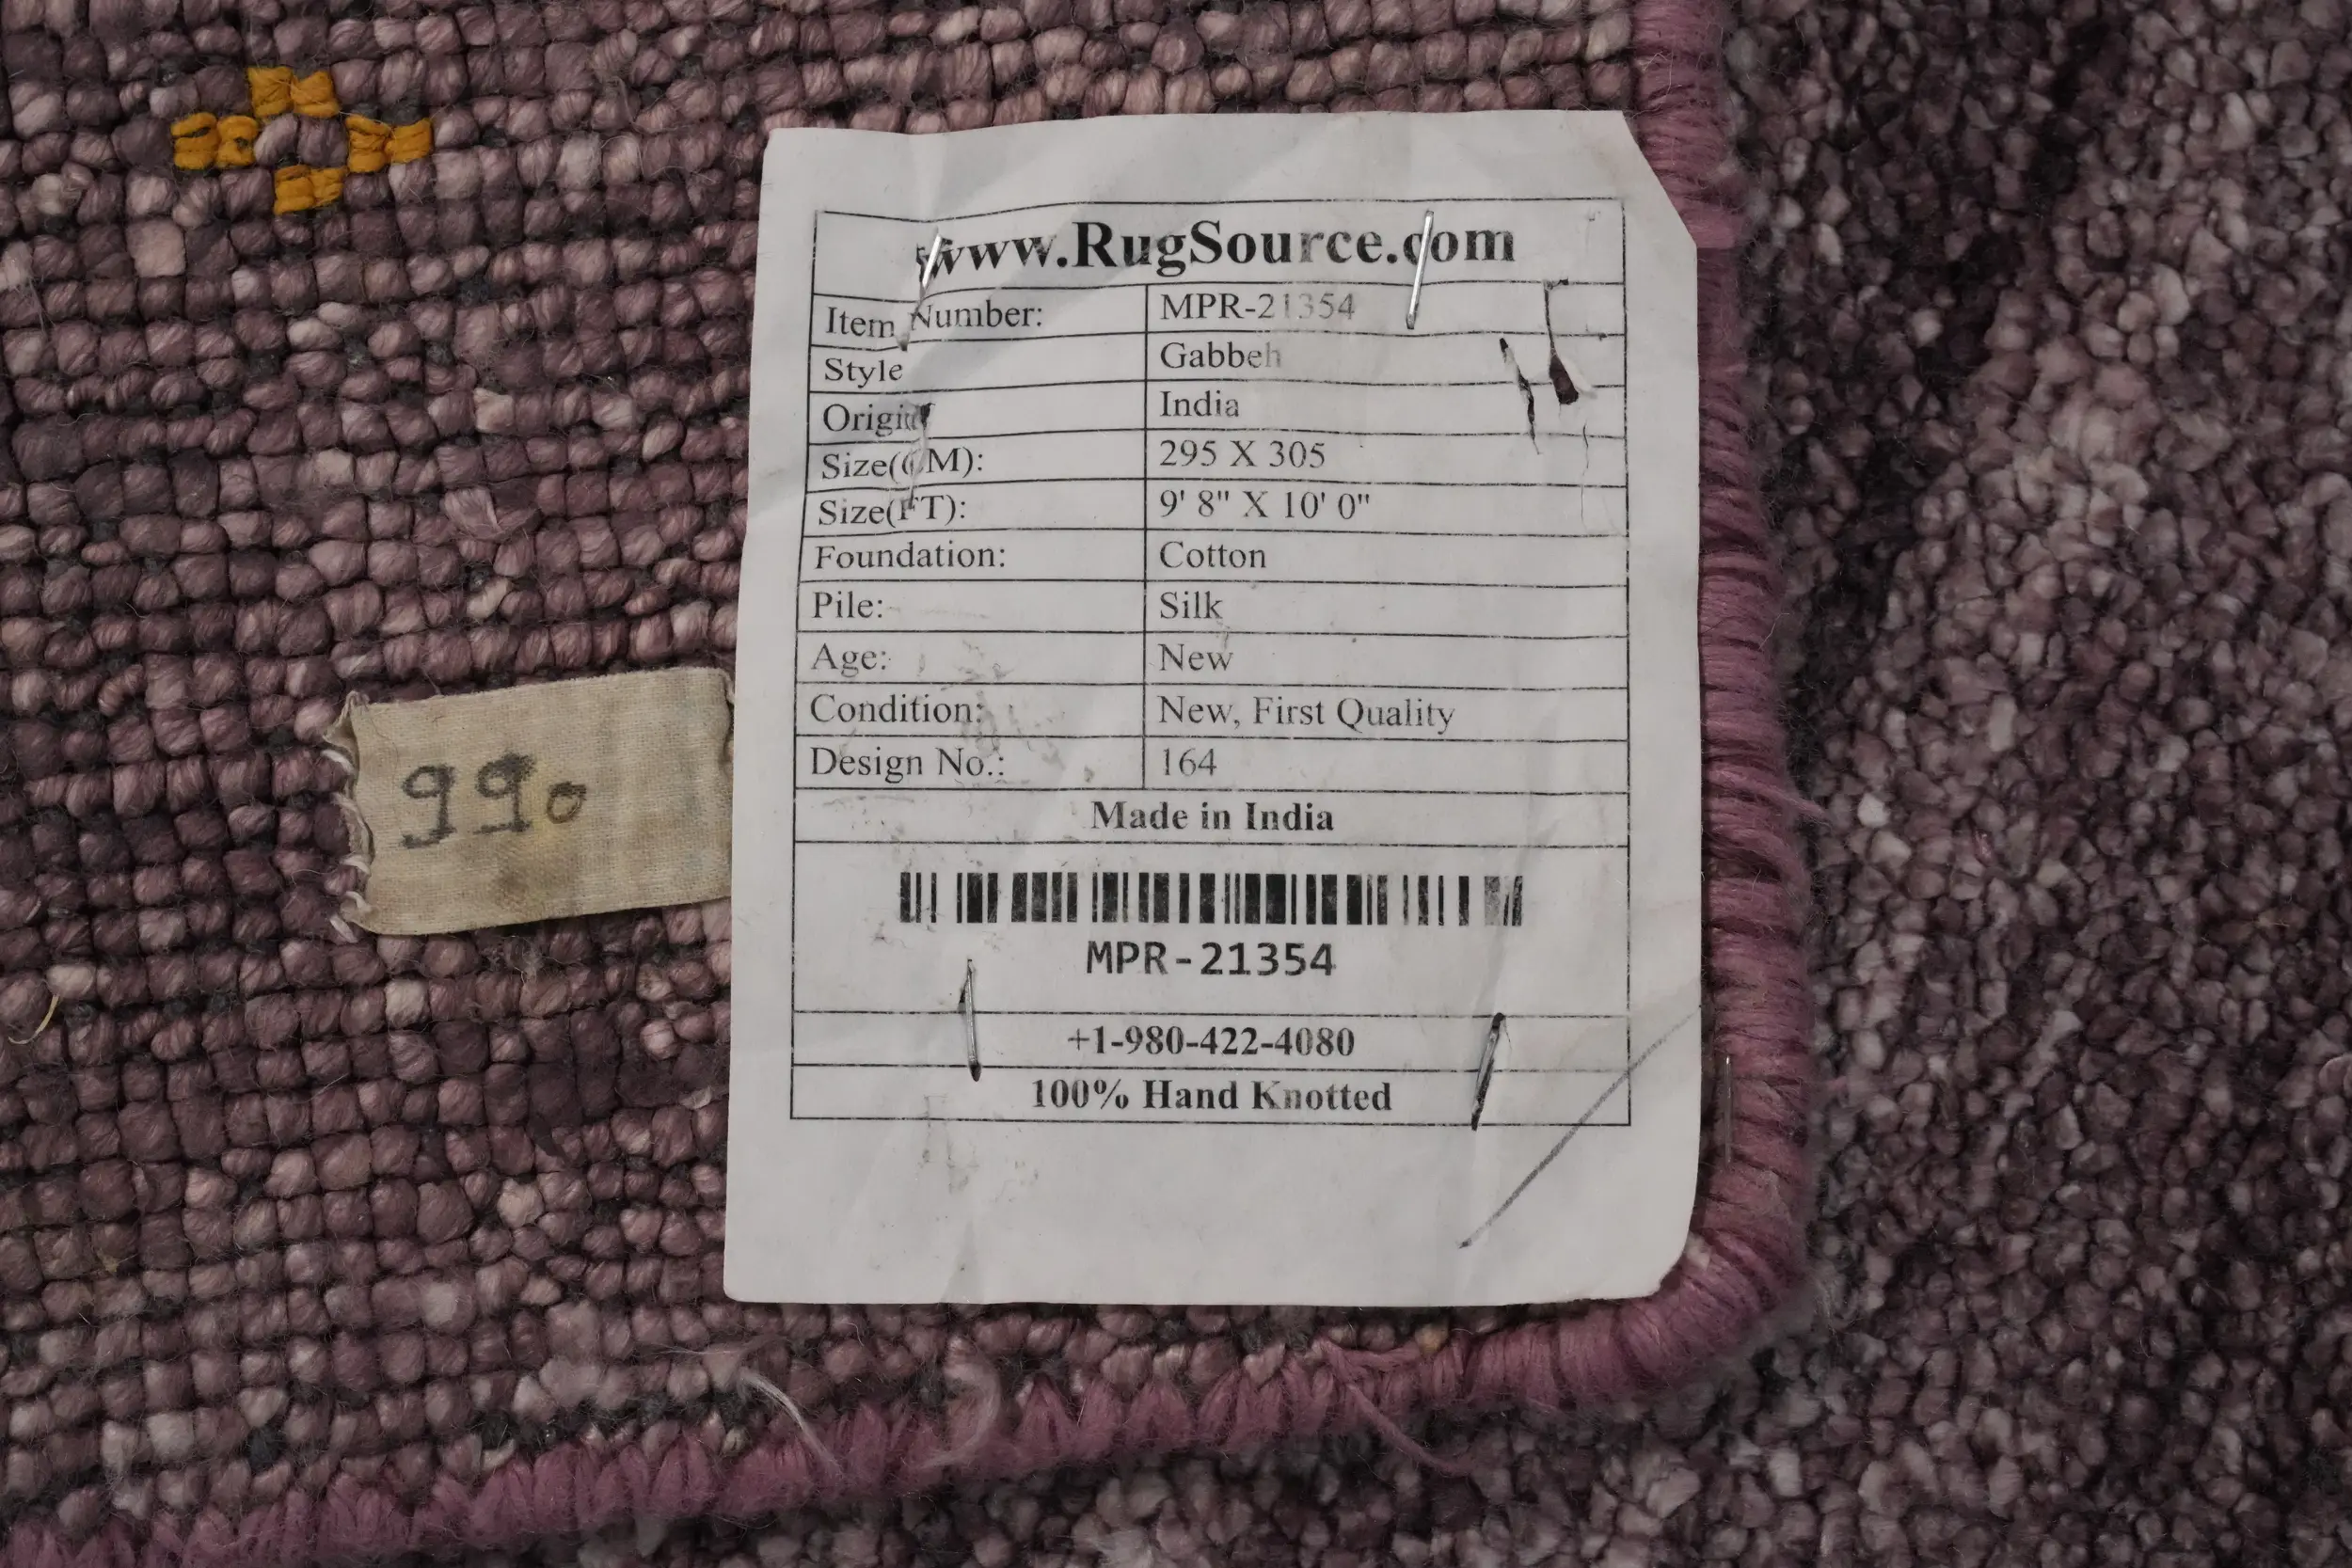 www.RugSource.com
Item Number: MPR-21354
Style Gabbeh
Origin India
Size(CM): 295 X 305
Size(FT): 9' 8" X 10' 0"
Foundation: Cotton
Pile: Silk
Age: New
Condition: New, First Quality
Design No.: 164
Made in India
MPR-21354
+1-980-422-4080
100% Hand Knotted
990